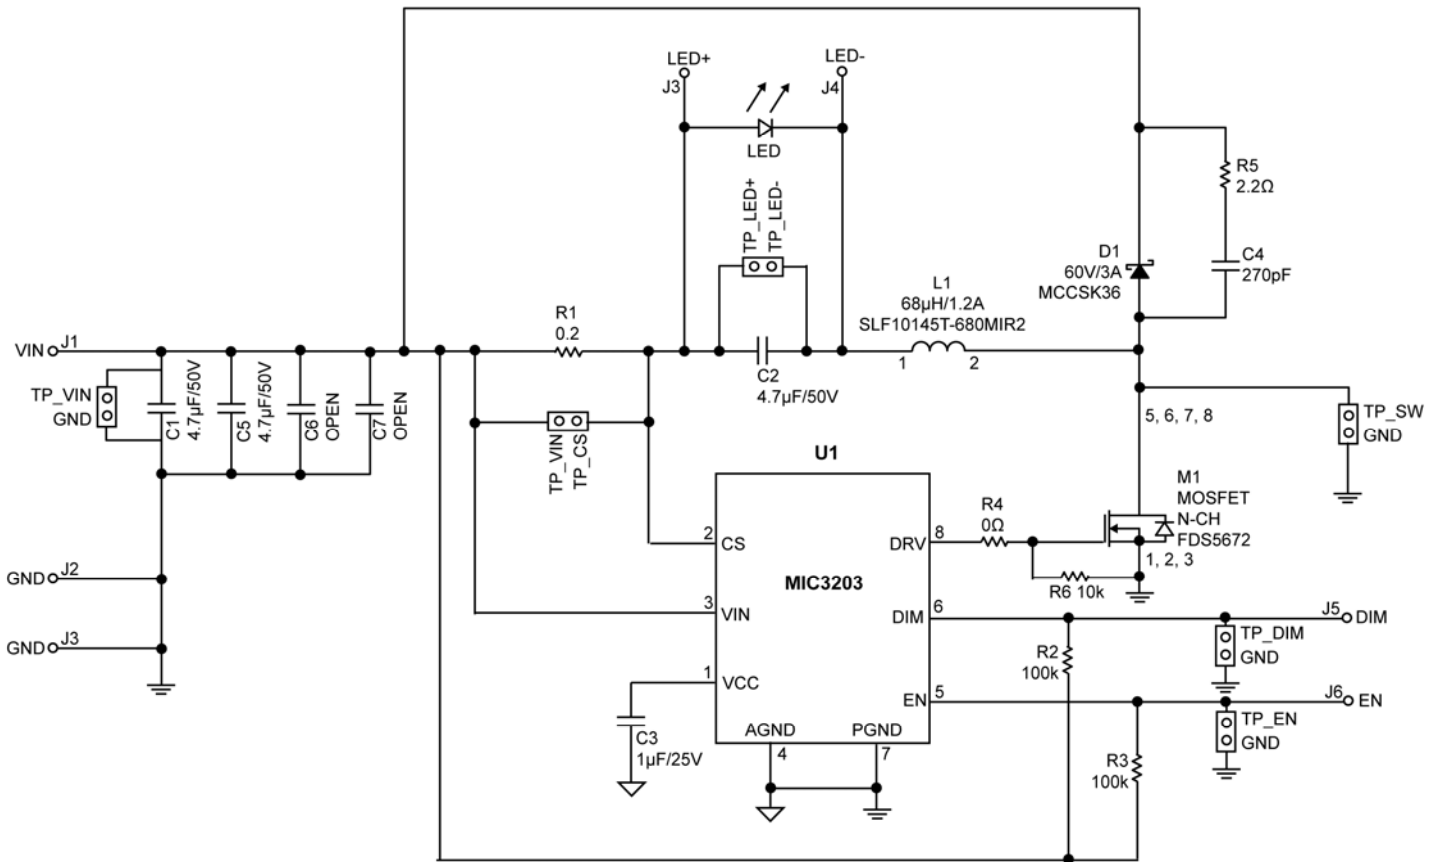 LED+
J3
LED-
J4
LED
TP_LED+
TP_LED-
R5
2.2Ω
D1
60V/3A
MCCSK36
C4
270pF
L1
68µH/1.2A
SLF10145T-680MIR2
1
2
R1
0.2
C2
4.7µF/50V
VIN
J1
TP_VIN
GND
C1
4.7µF/50V
C5
4.7µF/50V
C6
OPEN
C7
OPEN
TP_VIN
TP_CS
5, 6, 7, 8
TP_SW
GND
U1
M1
MOSFET
N-CH
FDS5672
1, 2, 3
R4
0Ω
R6 10k
2
CS
3
VIN
1
VCC
MIC3203
DRV
8
DIM
6
EN
5
AGND
4
PGND
7
GND
J2
GND
J3
C3
1µF/25V
R2
100k
R3
100k
J5
DIM
TP_DIM
GND
J6
EN
TP_EN
GND